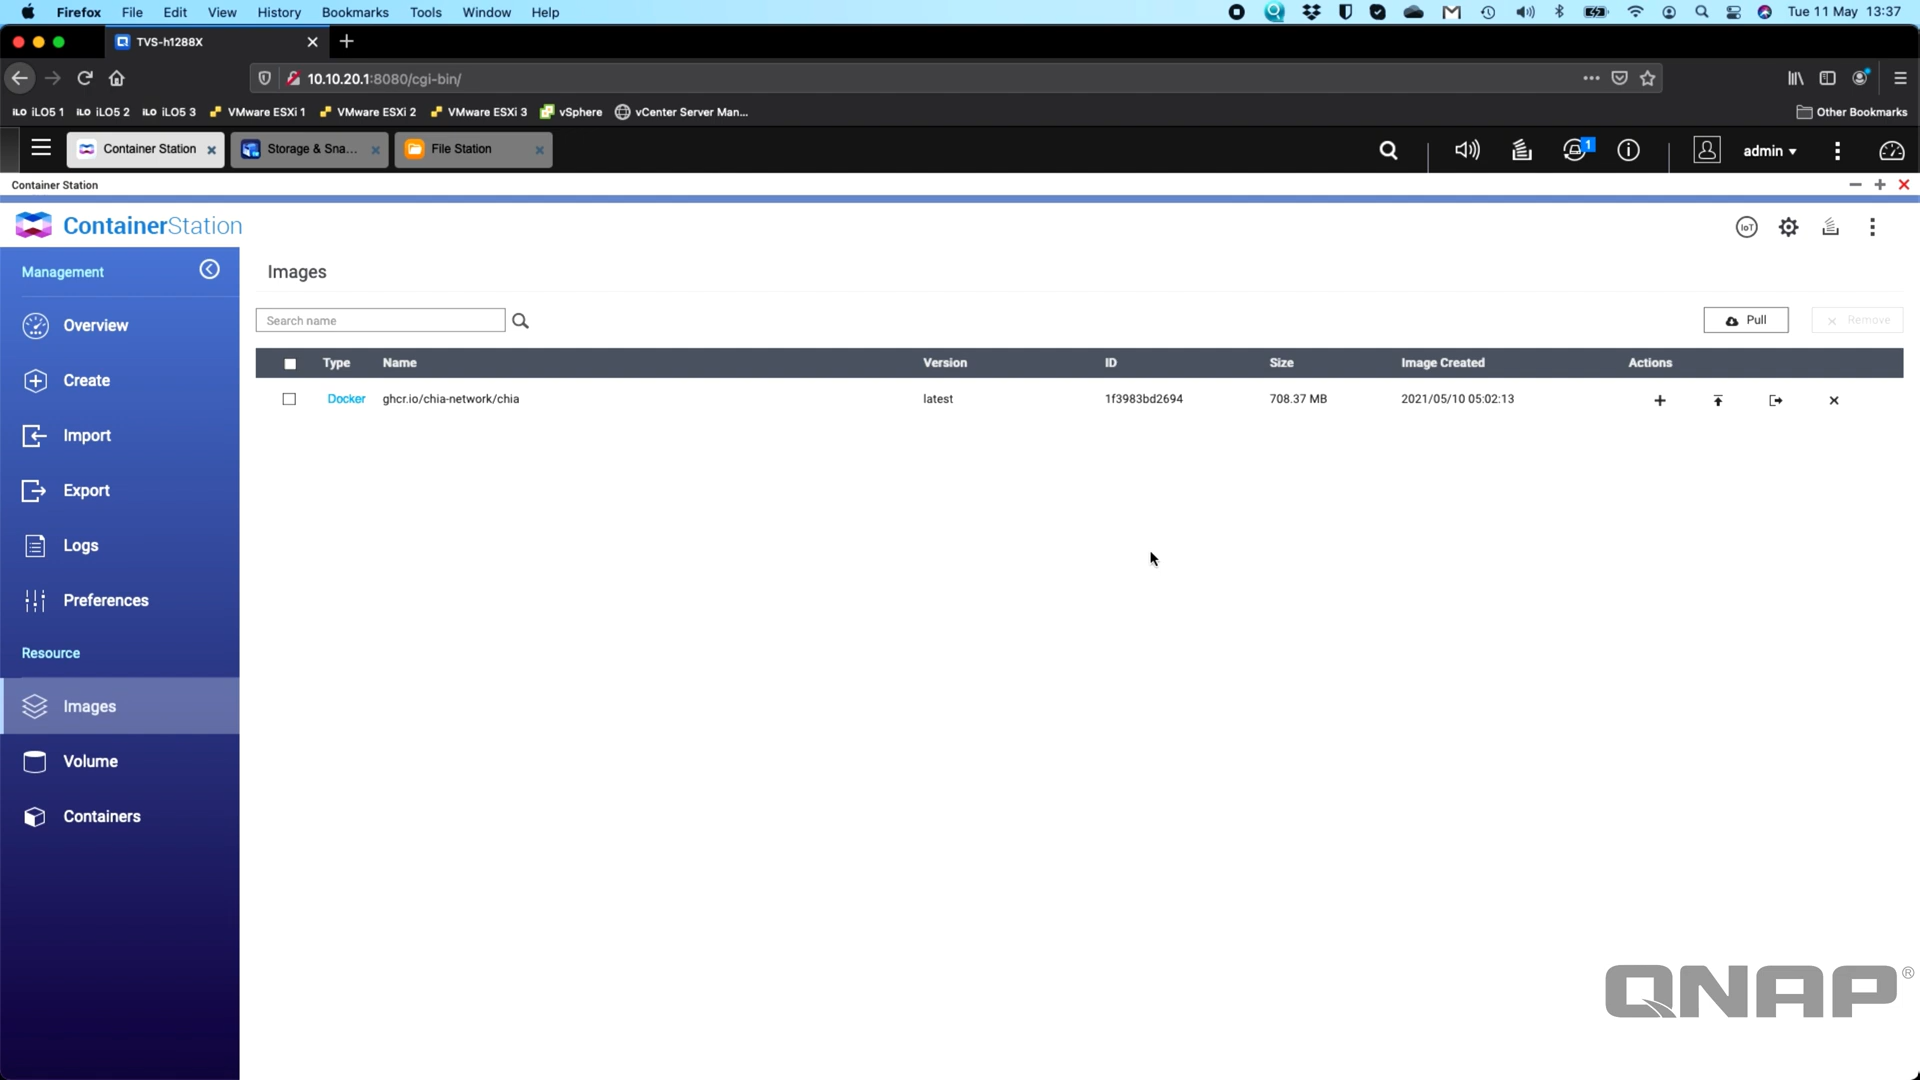 Firefox File Edit View History Bookmarks Tools Window Help Tue 11 May 13:37
TVS-h1288X
10.10.20.1:8080/cgi-bin/
iLO iLO5 1 iLO iLO5 2 iLO iLO5 3 VMware ESXi 1 VMware ESXi 2 VMware ESXi 3 vSphere vCenter Server Man... Other Bookmarks
Container Station Storage & Sna... File Station 1 admin
Container Station
ContainerStation IoT
Management
Overview
Create
Import
Export
Logs
Preferences
Resource
Images
Volume
Containers
Images
Search name Pull Remove
Type Name Version ID Size Image Created Actions
Docker ghcr.io/chia-network/chia latest 1f3983bd2694 708.37 MB 2021/05/10 05:02:13
QNAP®